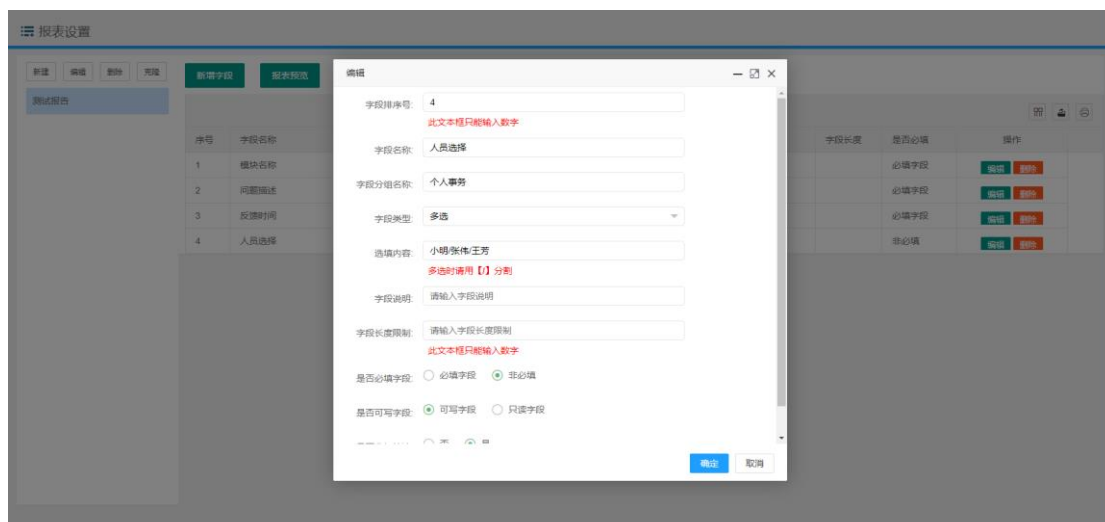 报表设置
新建 编辑 删除 克隆
新增字段 报表预览
测试报告
序号 字段名称 字段长度 是否必填 操作
1 模块名称 必填字段 编辑 删除
2 问题描述 必填字段 编辑 删除
3 反馈时间 必填字段 编辑 删除
4 人员选择 非必填 编辑 删除
编辑
字段排序号: 4
此文本框只能输入数字
字段名称: 人员选择
字段分组名称: 个人事务
字段类型: 多选
选填内容: 小明/张伟/王芳
多选时请用【/】分割
字段说明: 请输入字段说明
字段长度限制: 请输入字段长度限制
此文本框只能输入数字
是否必填字段: 必填字段 非必填
是否可写字段: 可写字段 只读字段
否 是
确定 取消